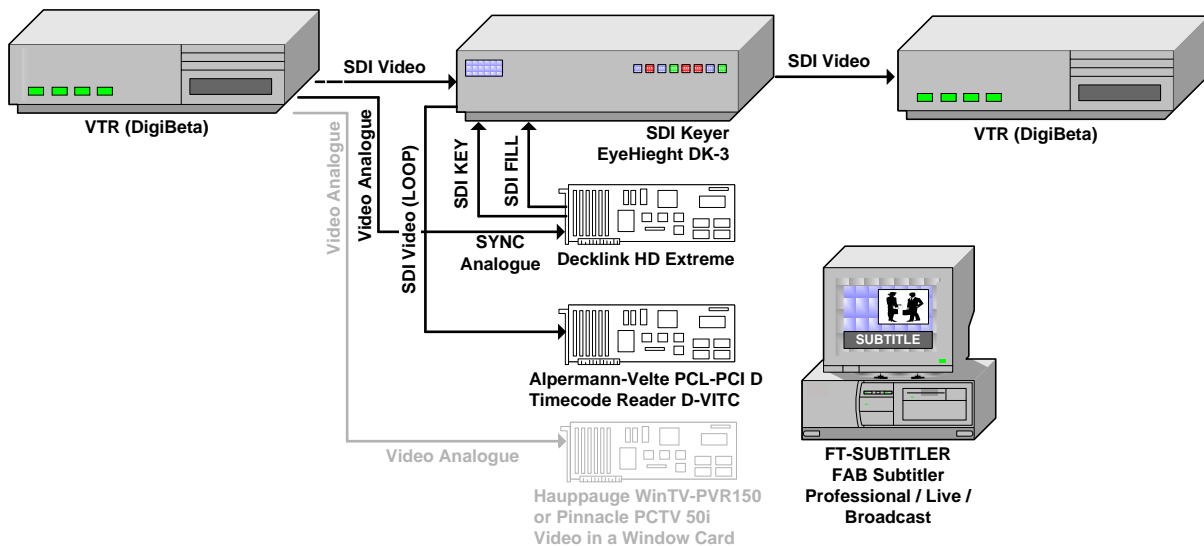 SDI Video
SDI Video
VTR (DigiBeta)
SDI Keyer
EyeHieght DK-3
VTR (DigiBeta)
Video Analogue
Video Analogue
SDI Video (LOOP)
SDI KEY
SDI FILL
SYNC
Analogue
Decklink HD Extreme
SUBTITLE
Alpermann-Velte PCL-PCI D
Timecode Reader D-VITC
Video Analogue
FT-SUBTITLER
FAB Subtitler
Professional / Live /
Broadcast
Hauppauge WinTV-PVR150
or Pinnacle PCTV 50i
Video in a Window Card